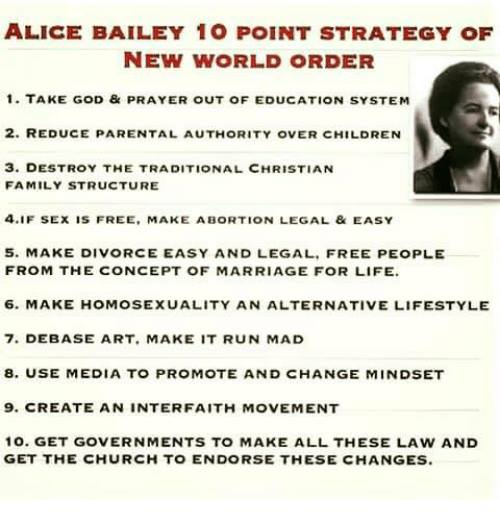 ALICE BAILEY 10 POINT STRATEGY OF
NEW WORLD ORDER
1. TAKE GOD & PRAYER OUT OF EDUCATION SYSTEM
2. REDUCE PARENTAL AUTHORITY OVER CHILDREN
3. DESTROY THE TRADITIONAL CHRISTIAN
FAMILY STRUCTURE
4.IF SEX IS FREE, MAKE ABORTION LEGAL & EASY
5. MAKE DIVORCE EASY AND LEGAL, FREE PEOPLE
FROM THE CONCEPT OF MARRIAGE FOR LIFE.
6. MAKE HOMOSEXUALITY AN ALTERNATIVE LIFESTYLE
7. DEBASE ART, MAKE IT RUN MAD
8. USE MEDIA TO PROMOTE AND CHANGE MINDSET
9. CREATE AN INTERFAITH MOVEMENT
10. GET GOVERNMENTS TO MAKE ALL THESE LAW AND
GET THE CHURCH TO ENDORSE THESE CHANGES.